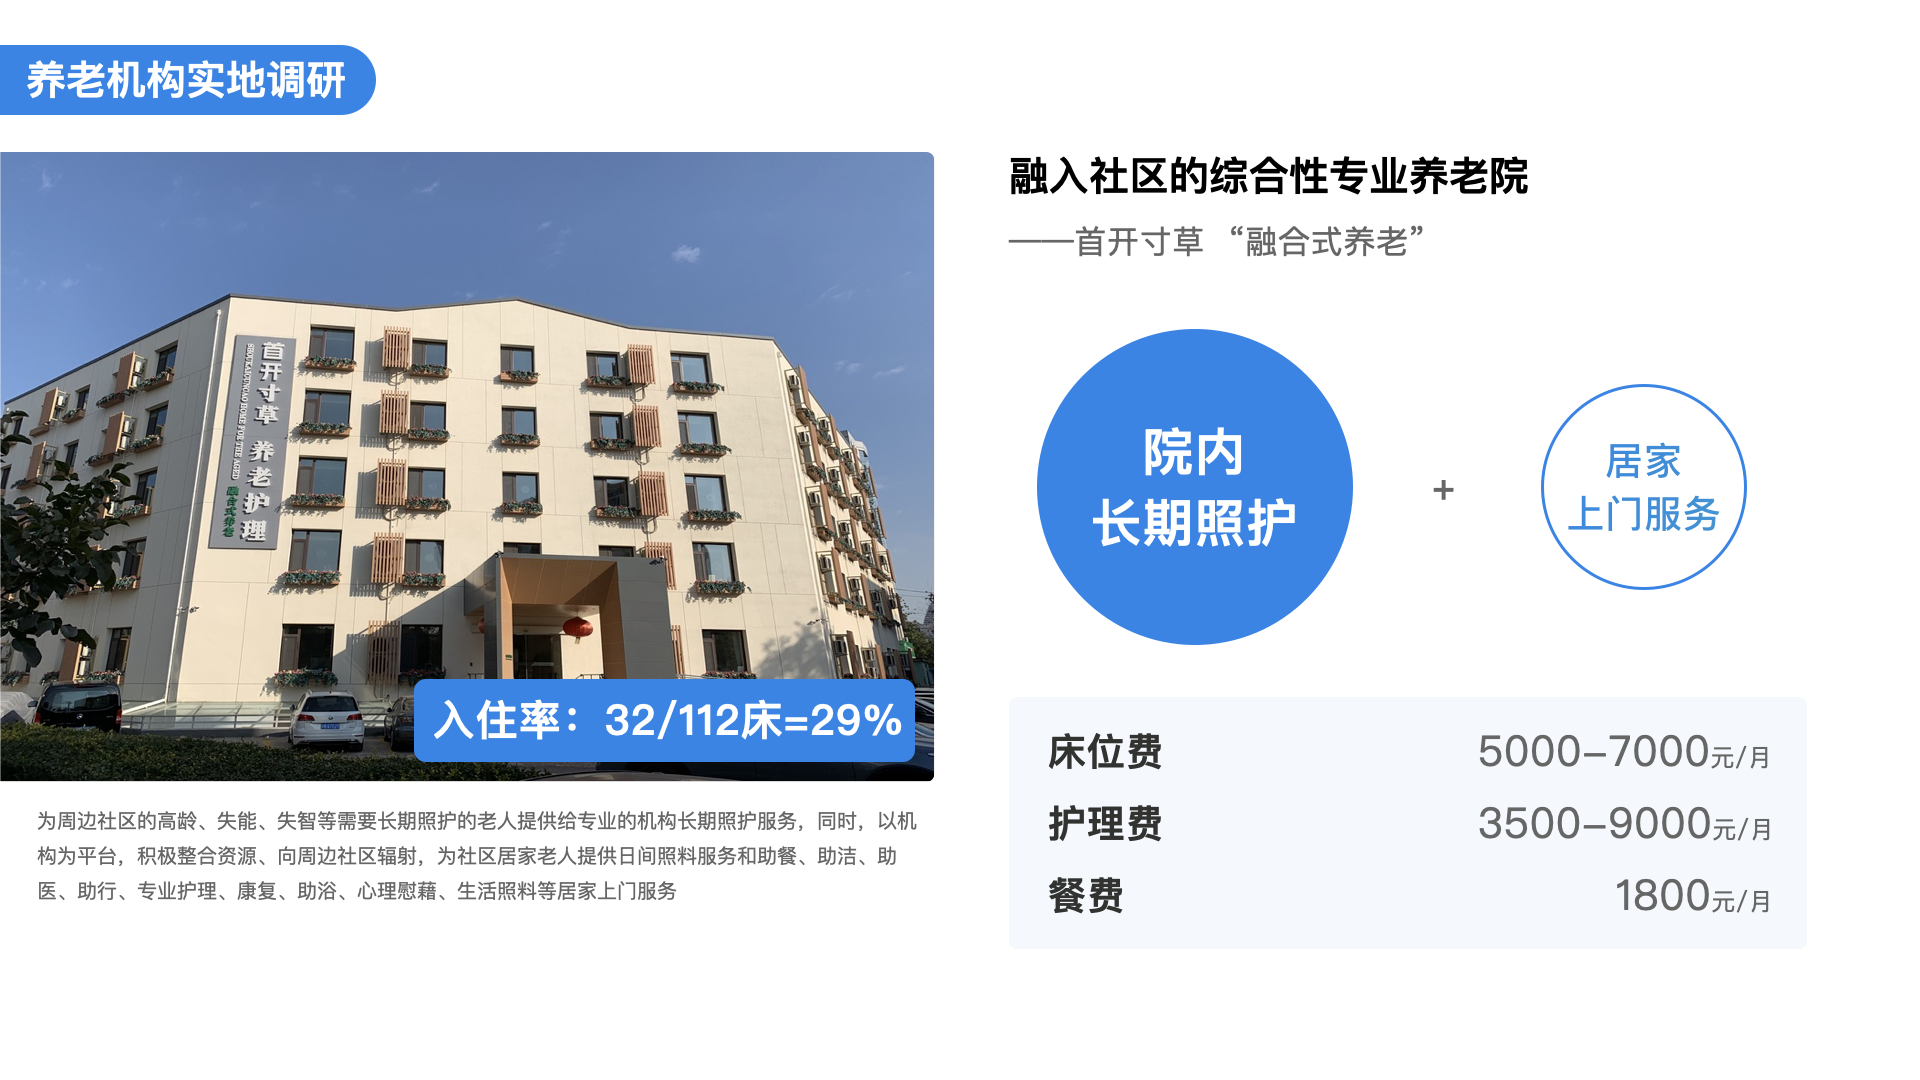 养老机构实地调研
首开寸草 养老护理
SHOUKAICUNCAO HOME FOR THE AGED
融合式养老
入住率：32/112床=29%
为周边社区的高龄、失能、失智等需要长期照护的老人提供给专业的机构长期照护服务，同时，以机
构为平台，积极整合资源、向周边社区辐射，为社区居家老人提供日间照料服务和助餐、助洁、助
医、助行、专业护理、康复、助浴、心理慰藉、生活照料等居家上门服务
融入社区的综合性专业养老院
——首开寸草 “融合式养老”
院内
长期照护
+
居家
上门服务
床位费 5000-7000元/月
护理费 3500-9000元/月
餐费 1800元/月